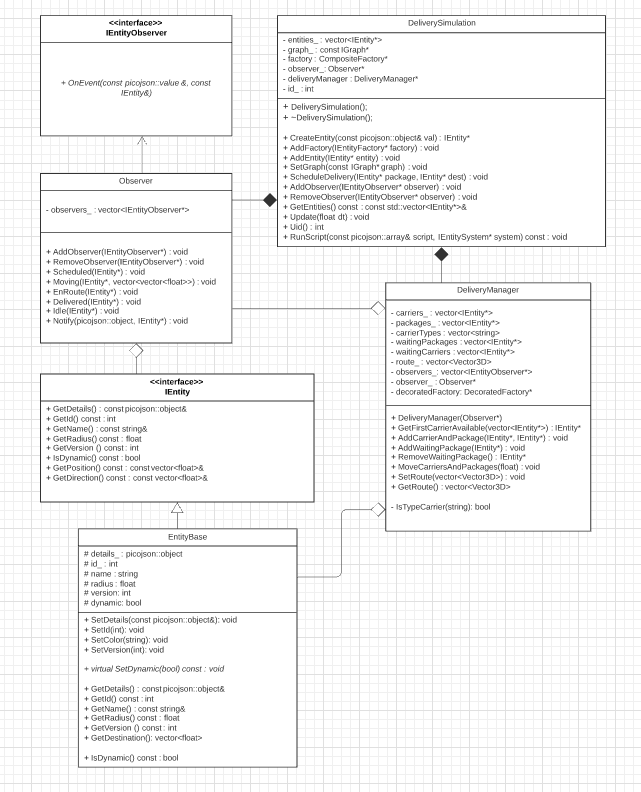 <<interface>>
IEntityObserver
+ OnEvent(const picojson::value &, const
IEntity&)
DeliverySimulation
- entities_ : vector<IEntity*>
- graph_ : const IGraph*
- factory : CompositeFactory*
- observer_: Observer*
- deliveryManager : DeliveryManager*
- id_ : int
+ DeliverySimulation();
+ ~DeliverySimulation();
+ CreateEntity(const picojson::object& val) : IEntity*
+ AddFactory(IEntityFactory* factory) : void
+ AddEntity(IEntity* entity) : void
+ SetGraph(const IGraph* graph) : void
+ ScheduleDelivery(IEntity* package, IEntity* dest) : void
+ AddObserver(IEntityObserver* observer) : void
+ RemoveObserver(IEntityObserver* observer) : void
+ GetEntities() const : const std::vector<IEntity*>&
+ Update(float dt) : void
+ Uid() : int
+ RunScript(const picojson::array& script, IEntitySystem* system) const : void
Observer
- observers_ : vector<IEntityObserver*>
+ AddObserver(IEntityObserver*) : void
+ RemoveObserver(IEntityObserver*) : void
+ Scheduled(IEntity*) : void
+ Moving(IEntity*, vector<vector<float>>) : void
+ EnRoute(IEntity*) : void
+ Delivered(IEntity*) : void
+ Idle(IEntity*) : void
+ Notify(picojson::object, IEntity*) : void
DeliveryManager
- carriers_ : vector<IEntity*>
- packages_ : vector<IEntity*>
- carrierTypes : vector<string>
- waitingPackages : vector<IEntity*>
- waitingCarriers : vector<IEntity*>
- route_ : vector<Vector3D>
- observers_: vector<IEntityObserver*>
- observer_ : Observer*
- decoratedFactory: DecoratedFactory*
+ DeliveryManager(Observer*)
+ GetFirstCarrierAvailable(vector<IEntity*>) : IEntity*
+ AddCarrierAndPackage(IEntity*, IEntity*) : void
+ AddWaitingPackage(IEntity*) : void
+ RemoveWaitingPackage() : IEntity*
+ MoveCarriersAndPackages(float) : void
+ SetRoute(vector<Vector3D>) : void
+ GetRoute() : vector<Vector3D>
- IsTypeCarrier(string): bool
<<interface>>
IEntity
+ GetDetails() : const picojson::object&
+ GetId() const : int
+ GetName() : const string&
+ GetRadius() const : float
+ GetVersion () const : int
+ IsDynamic() const : bool
+ GetPosition() const : const vector<float>&
+ GetDirection() const : const vector<float>&
EntityBase
# details_ : picojson::object
# id_ : int
# name : string
# radius : float
# version: int
# dynamic: bool
+ SetDetails(const picojson::object&): void
+ SetId(int): void
+ SetColor(string): void
+ SetVersion(int): void
+ virtual SetDynamic(bool) const : void
+ GetDetails() : const picojson::object&
+ GetId() const : int
+ GetName() : const string&
+ GetRadius() const : float
+ GetVersion () const : int
+ GetDestination(): vector<float>
+ IsDynamic() const : bool